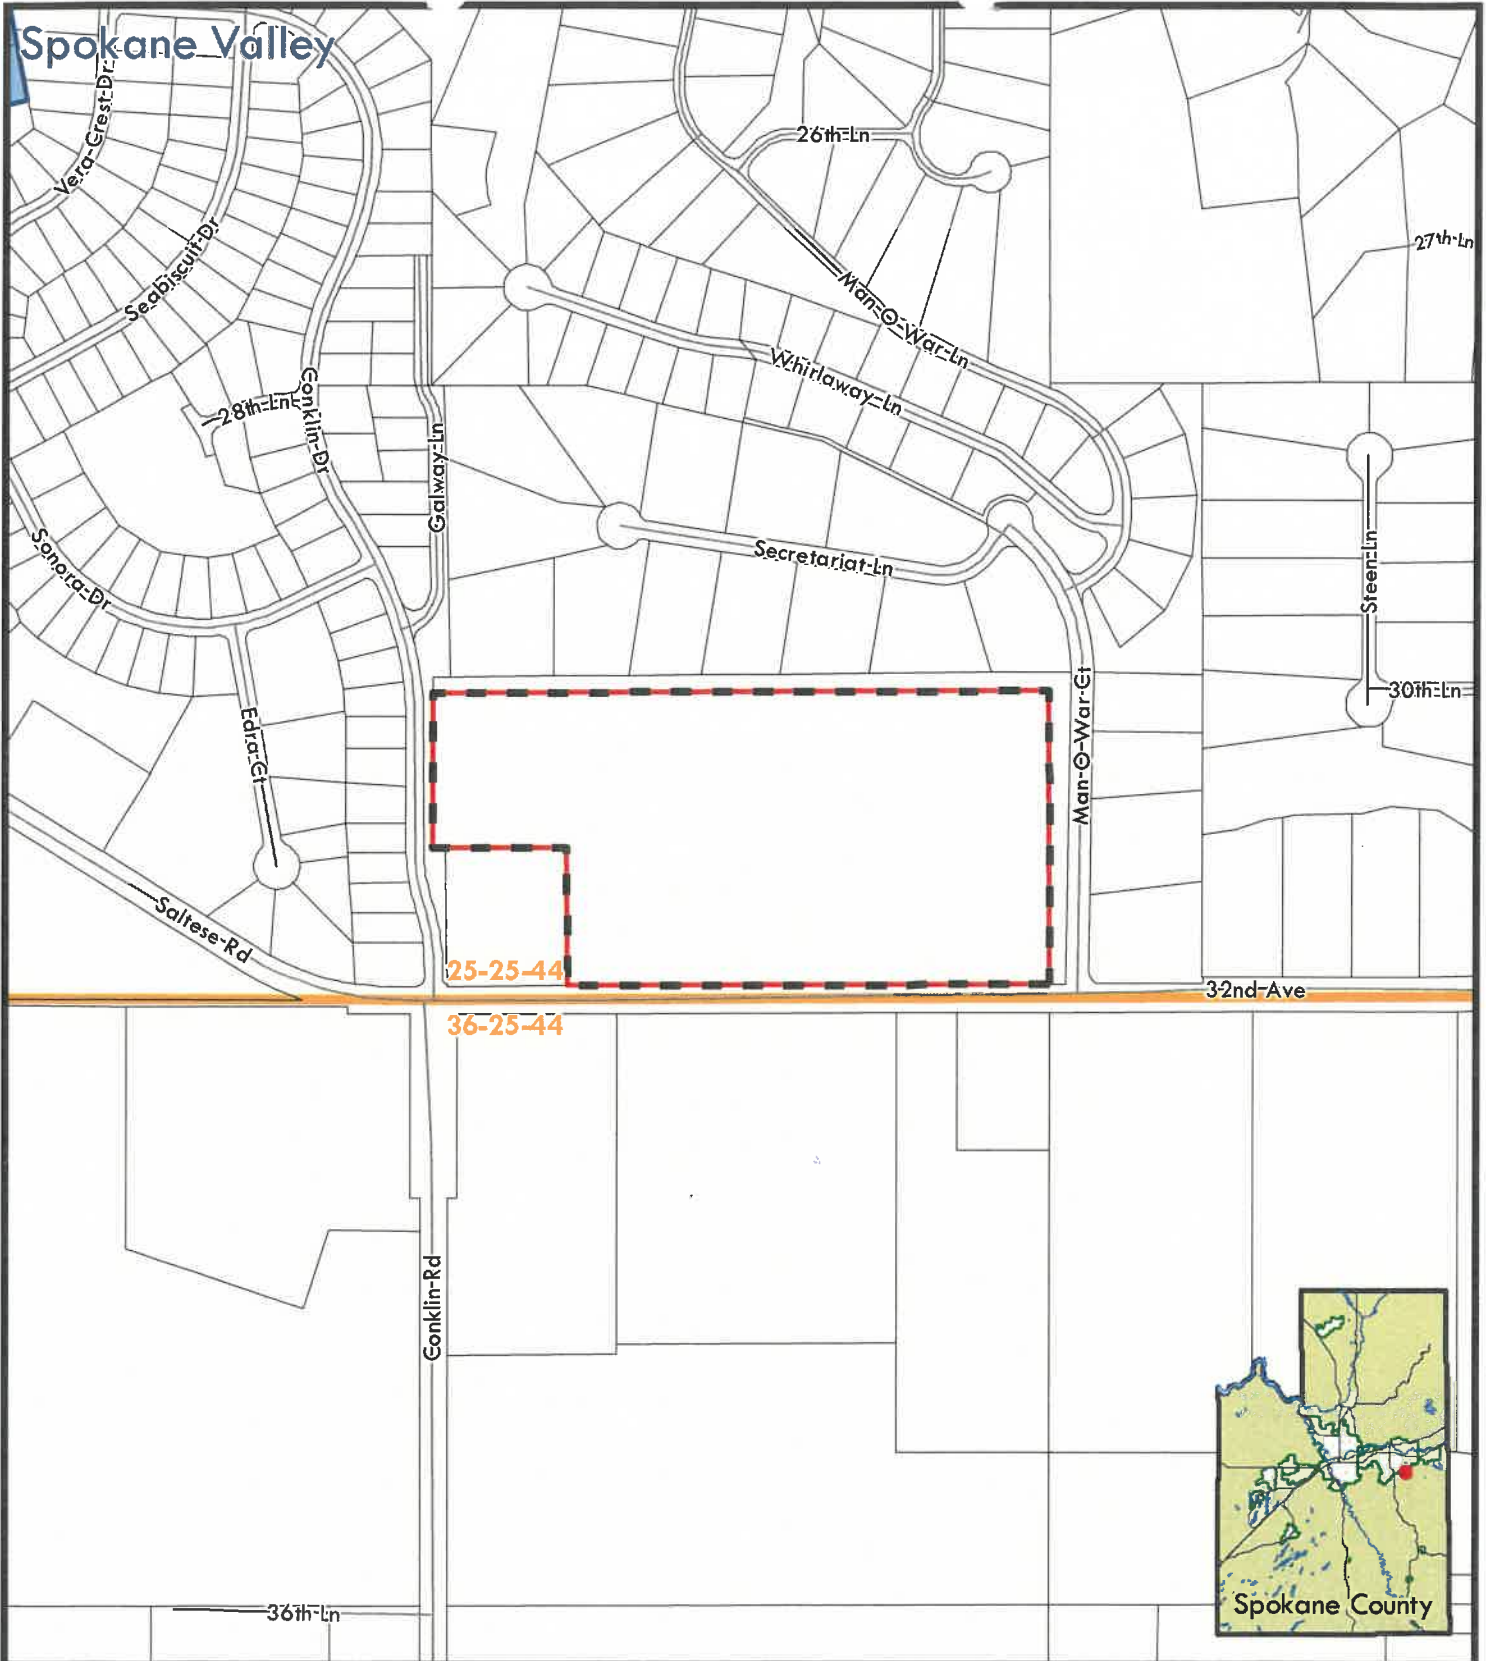 Spokane Valley
Vera-Crest-Dr
26th-Ln
Seabiscuit-Dr
27th-Ln
Man-O-War-Ln
Whirlaway-Ln
28th-Ln
Conklin-Dr
Galway-Ln
Sonora-Dr
Secretariat-Ln
Steen-Ln
30th-Ln
Edra-Ct
Man-O-War-Ct
Saltese-Rd
25-25-44
32nd-Ave
36-25-44
Conklin-Rd
36th-Ln
Spokane County